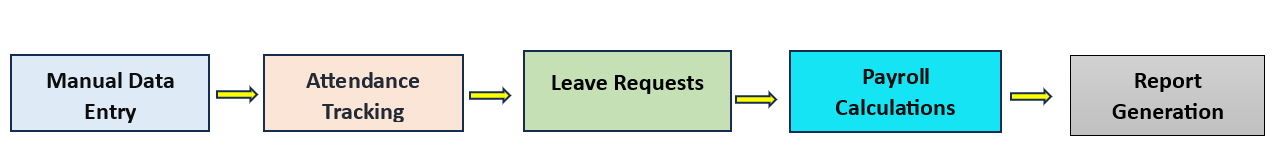 Manual Data
Entry
Attendance
Tracking
Leave Requests
Payroll
Calculations
Report
Generation